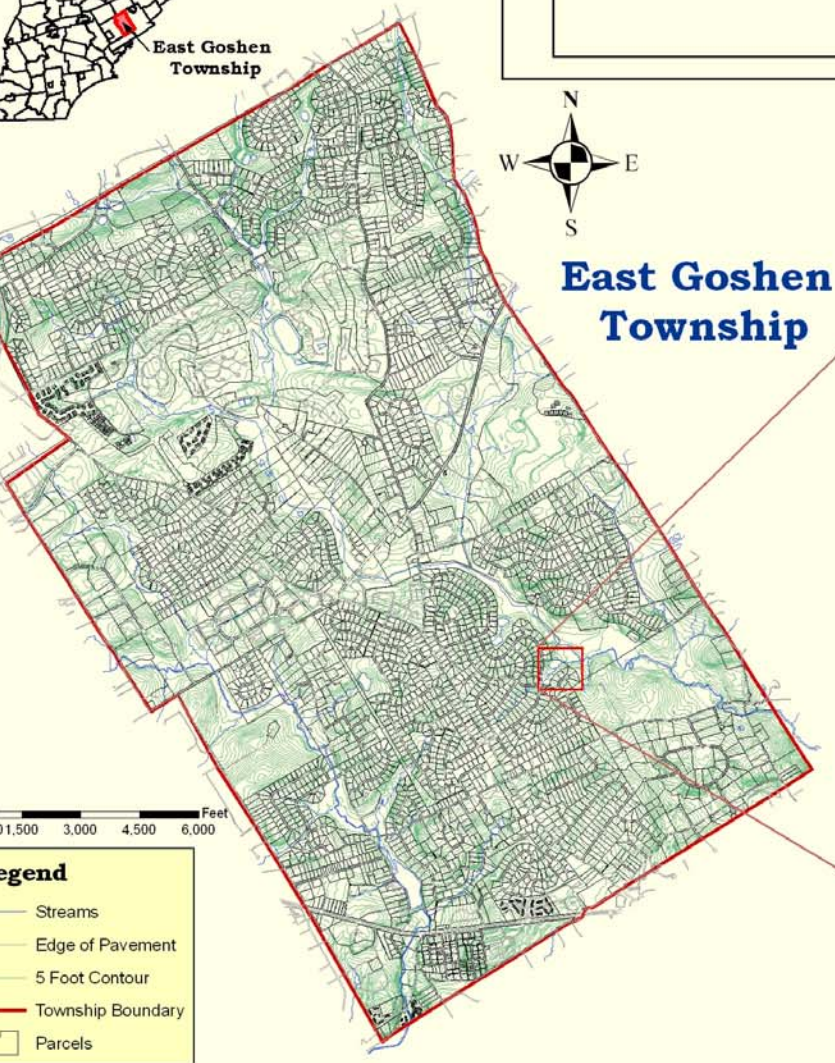 East Goshen
Township
N
W E
S
East Goshen
Township
Feet
01,500 3,000 4,500 6,000
egend
Streams
Edge of Pavement
5 Foot Contour
Township Boundary
Parcels